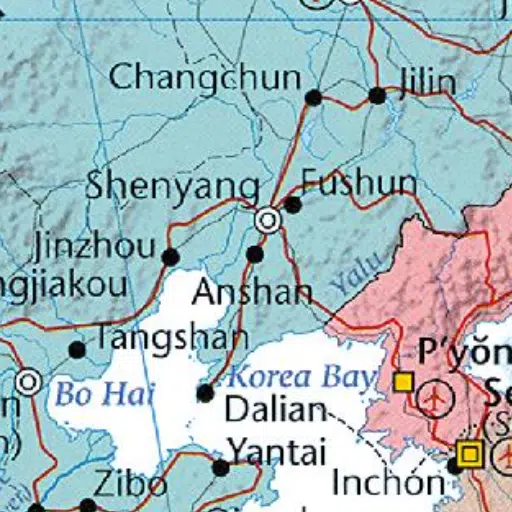 Changchun
Jilin
Shenyang
Fushun
Jinzhou
ngjiakou
Anshan
Yalu
Tangshan
P'yŏn
Bo Hai
Korea Bay
Se
Dalian
n
n)
Yantai
Zibo
Inchŏn